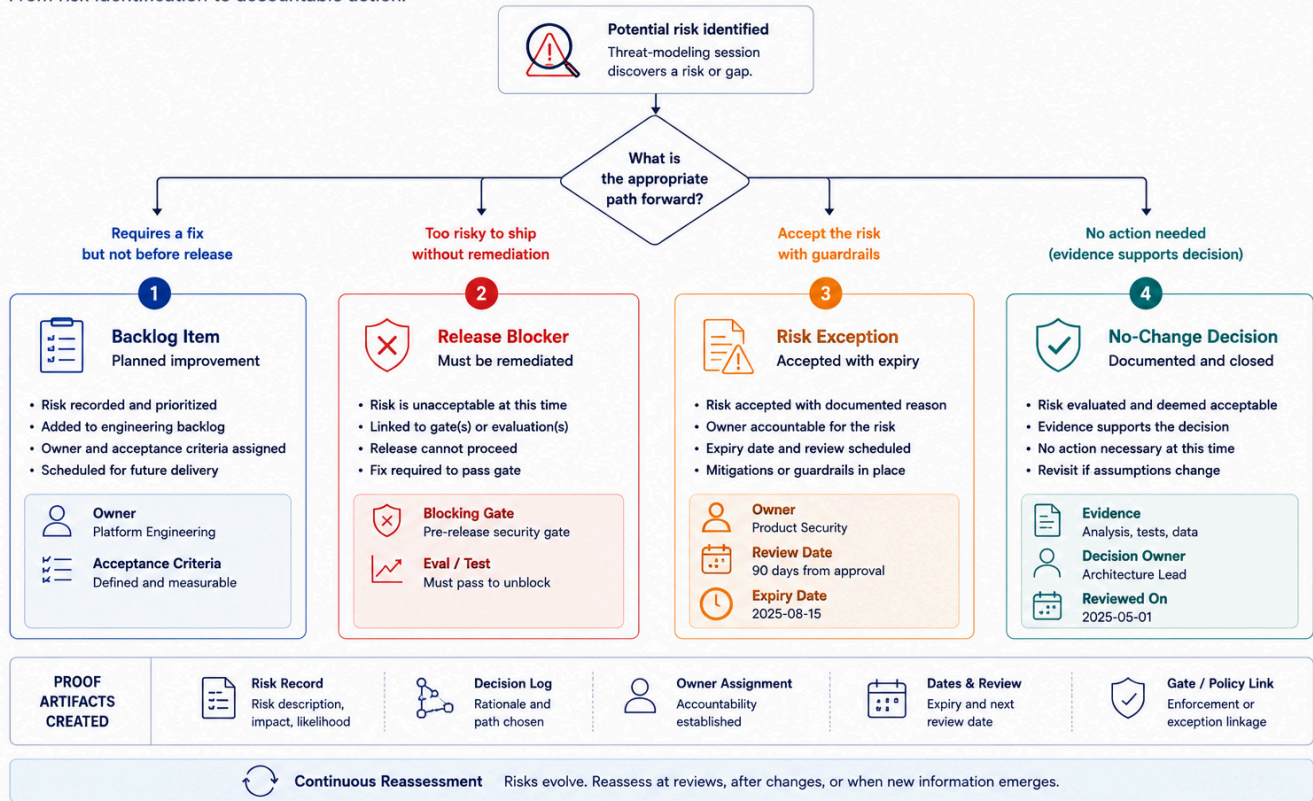 From risk identification to accountable action.
Potential risk identified
Threat-modeling session
discovers a risk or gap.
What is
the appropriate
path forward?
Requires a fix
but not before release
Too risky to ship
without remediation
Accept the risk
with guardrails
No action needed
(evidence supports decision)
1
Backlog Item
Planned improvement
• Risk recorded and prioritized
• Added to engineering backlog
• Owner and acceptance criteria assigned
• Scheduled for future delivery
Owner
Platform Engineering
Acceptance Criteria
Defined and measurable
2
Release Blocker
Must be remediated
• Risk is unacceptable at this time
• Linked to gate(s) or evaluation(s)
• Release cannot proceed
• Fix required to pass gate
Blocking Gate
Pre-release security gate
Eval / Test
Must pass to unblock
3
Risk Exception
Accepted with expiry
• Risk accepted with documented reason
• Owner accountable for the risk
• Expiry date and review scheduled
• Mitigations or guardrails in place
Owner
Product Security
Review Date
90 days from approval
Expiry Date
2025-08-15
4
No-Change Decision
Documented and closed
• Risk evaluated and deemed acceptable
• Evidence supports the decision
• No action necessary at this time
• Revisit if assumptions change
Evidence
Analysis, tests, data
Decision Owner
Architecture Lead
Reviewed On
2025-05-01
PROOF
ARTIFACTS
CREATED
Risk Record
Risk description,
impact, likelihood
Decision Log
Rationale and
path chosen
Owner Assignment
Accountability
established
Dates & Review
Expiry and next
review date
Gate / Policy Link
Enforcement or
exception linkage
Continuous Reassessment Risks evolve. Reassess at reviews, after changes, or when new information emerges.